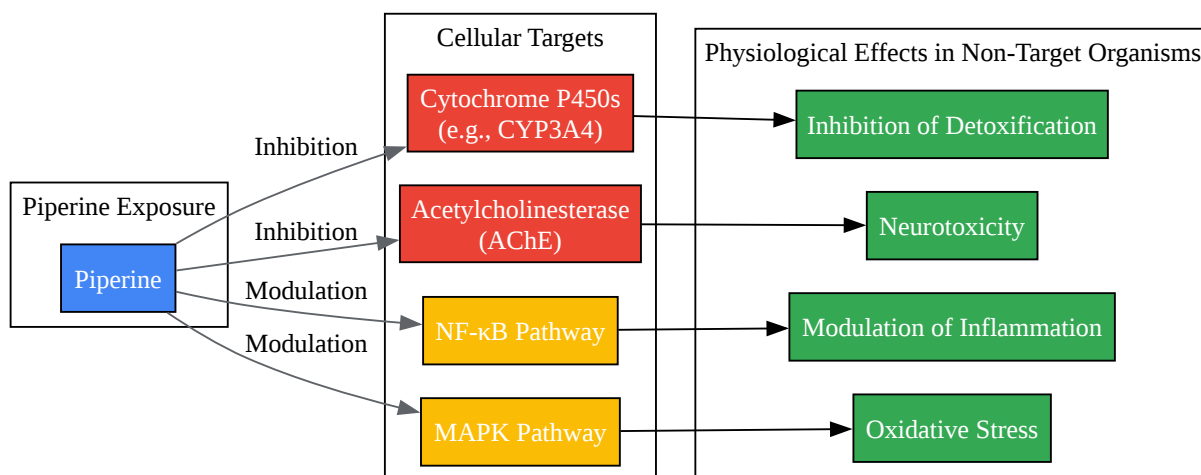 Piperine Exposure
Piperine
Inhibition
Inhibition
Modulation
Modulation
Cellular Targets
Cytochrome P450s
(e.g., CYP3A4)
Acetylcholinesterase
(AChE)
NF-κB Pathway
MAPK Pathway
Physiological Effects in Non-Target Organisms
Inhibition of Detoxification
Neurotoxicity
Modulation of Inflammation
Oxidative Stress